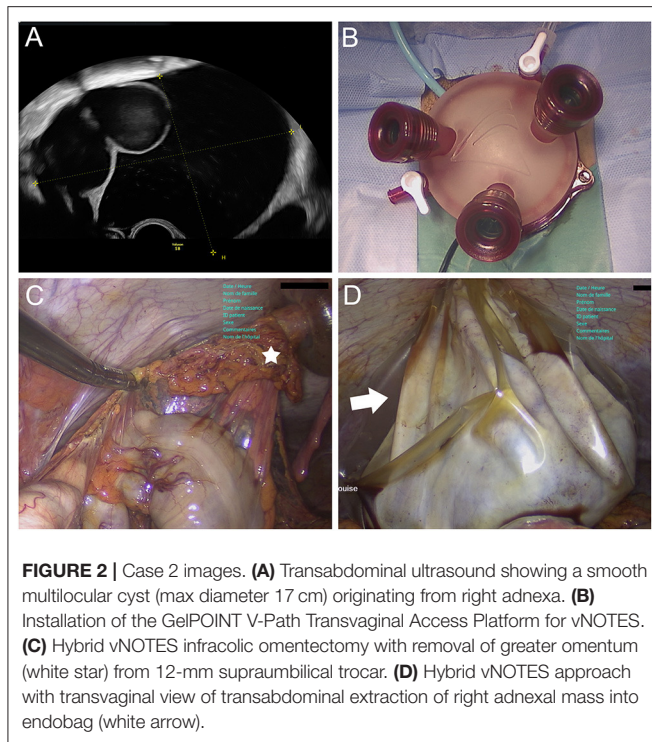 A
B
Volume
SB
H
C
Date / Heure
Nom de famille
Prénom
Date de naissance
ID patient
Sexe
Commentaires
Nom de l'hôpital
D
Date / Heure
Nom de famille
Prénom
Date de naissance
ID patient
Sexe
Commentaires
Nom de l'hôpital
ouise
FIGURE 2 | Case 2 images. (A) Transabdominal ultrasound showing a smooth
multilocular cyst (max diameter 17 cm) originating from right adnexa. (B)
Installation of the GelPOINT V-Path Transvaginal Access Platform for vNOTES.
(C) Hybrid vNOTES infracolic omentectomy with removal of greater omentum
(white star) from 12-mm supraumbilical trocar. (D) Hybrid vNOTES approach
with transvaginal view of transabdominal extraction of right adnexal mass into
endobag (white arrow).